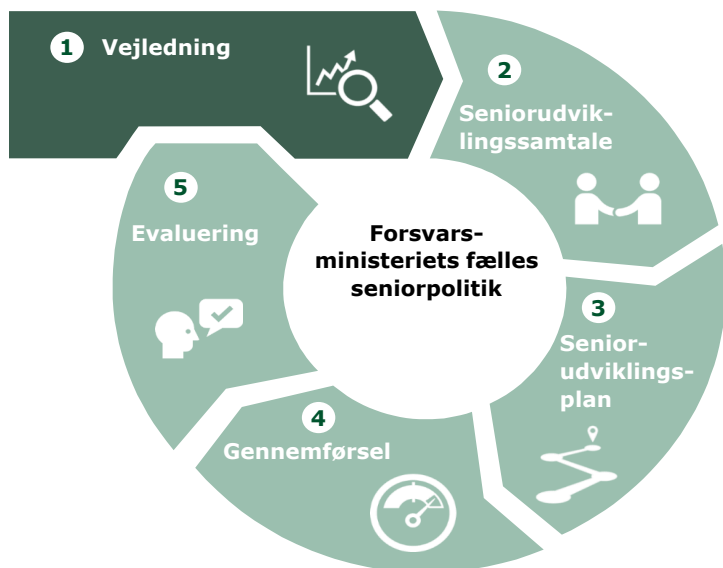 1 Vejledning
2
Seniorudvik-
lingssamtale
3
Senior-
udviklings-
plan
4
Gennemførsel
5
Evaluering
Forsvars-
ministeriets fælles
seniorpolitik